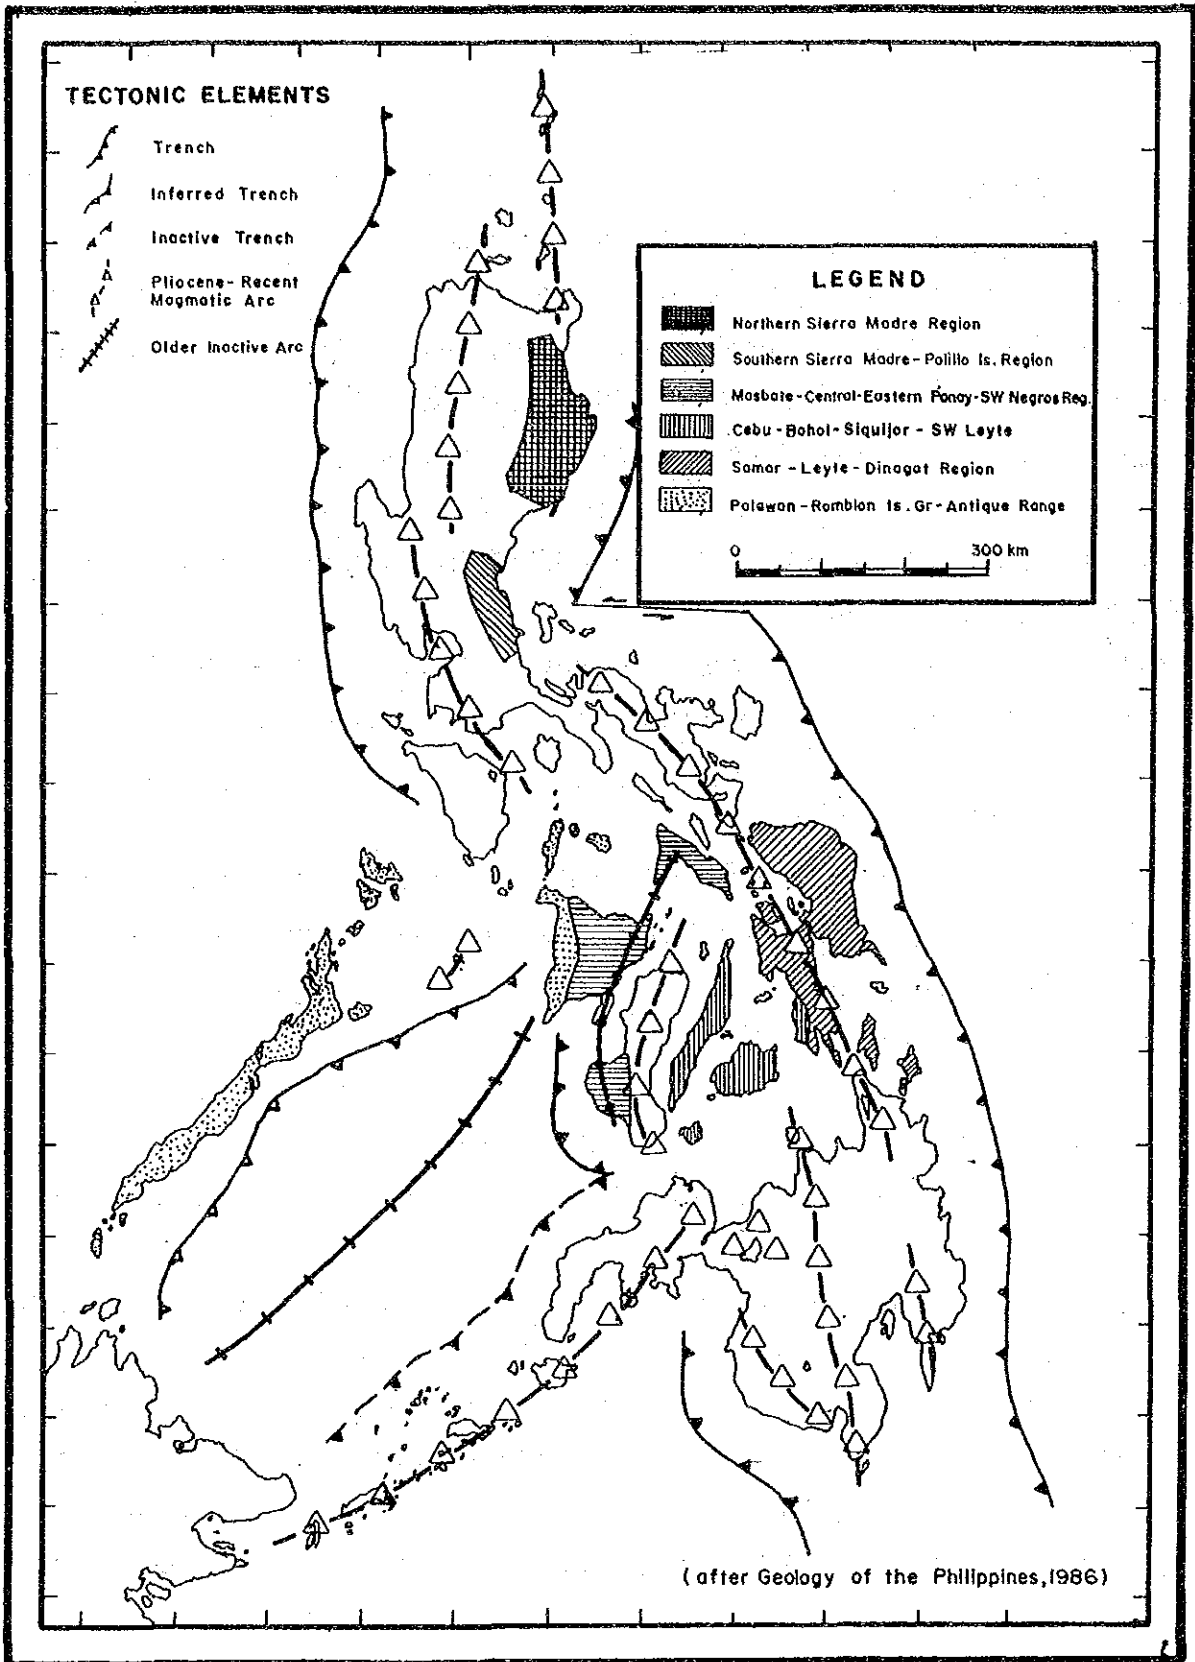 TECTONIC ELEMENTS
Trench
Inferred Trench
Inactive Trench
Pliocene-Recent
Magmatic Arc
Older Inactive Arc
LEGEND
Northern Sierra Madre Region
Southern Sierra Madre-Polillo Is. Region
Masbate-Central-Eastern Panay-SW Negros Reg.
Cebu-Bohol-Siquijor - SW Leyte
Samar - Leyte - Dinagat Region
Palawan-Romblon Is. Gr-Antique Range
0 300 km
(after Geology of the Philippines, 1986)